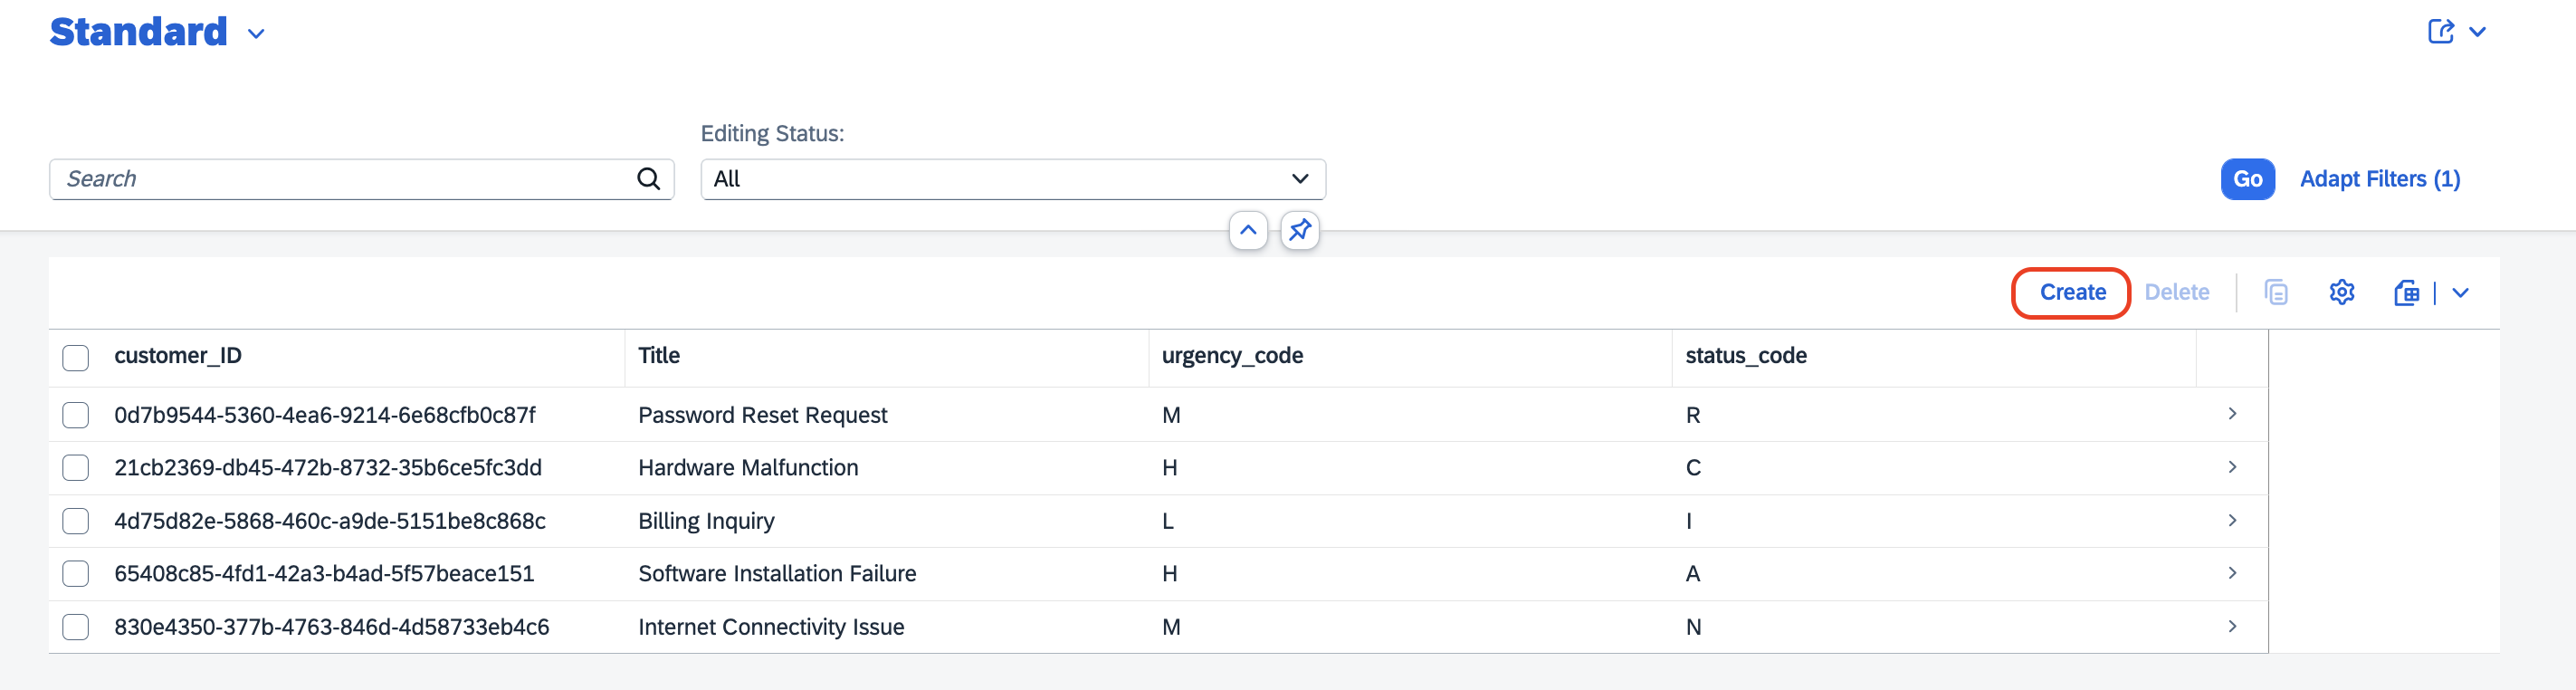 Standard
Editing Status:
Search
All
Go
Adapt Filters (1)
Create
Delete
customer_ID Title urgency_code status_code
0d7b9544-5360-4ea6-9214-6e68cfb0c87f Password Reset Request M R
21cb2369-db45-472b-8732-35b6ce5fc3dd Hardware Malfunction H C
4d75d82e-5868-460c-a9de-5151be8c868c Billing Inquiry L I
65408c85-4fd1-42a3-b4ad-5f57beace151 Software Installation Failure H A
830e4350-377b-4763-846d-4d58733eb4c6 Internet Connectivity Issue M N